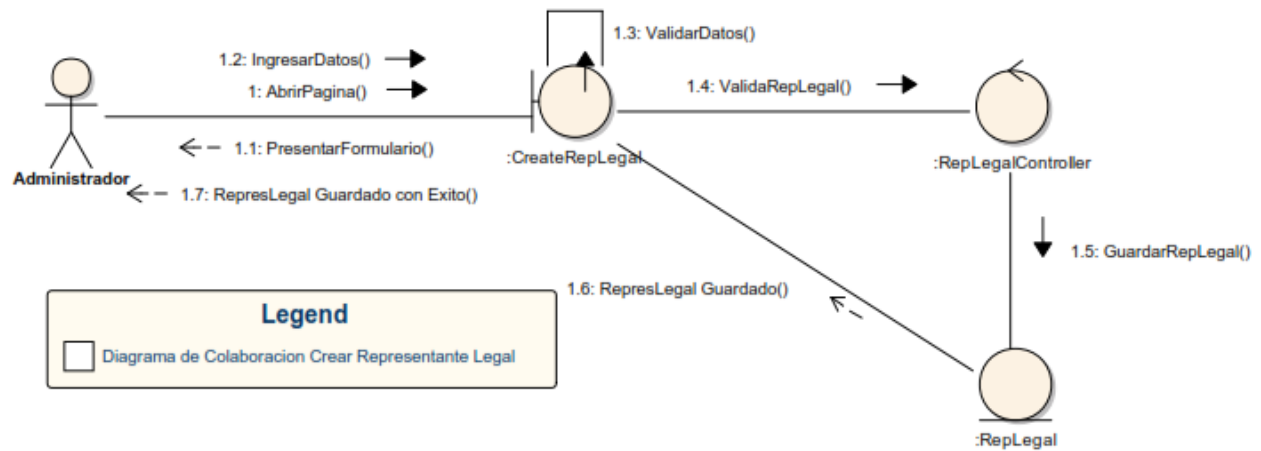 1.3: ValidarDatos()
1.2: IngresarDatos()
1: AbrirPagina()
1.4: ValidaRepLegal()
1.1: PresentarFormulario()
:CreateRepLegal
:RepLegalController
Administrador
1.7: RepresLegal Guardado con Exito()
1.5: GuardarRepLegal()
1.6: RepresLegal Guardado()
Legend
Diagrama de Colaboracion Crear Representante Legal
:RepLegal